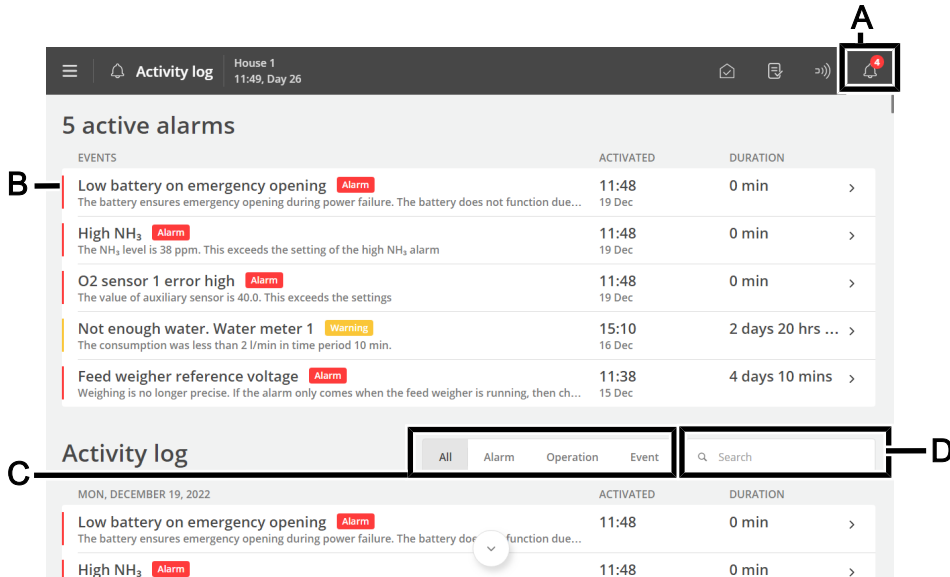 A
4
Activity log
House 1
11:49, Day 26
5 active alarms
EVENTS ACTIVATED DURATION
B
Low battery on emergency opening Alarm 11:48 0 min
The battery ensures emergency opening during power failure. The battery does not function due... 19 Dec
High NH₃ Alarm 11:48 0 min
The NH₃ level is 38 ppm. This exceeds the setting of the high NH₃ alarm 19 Dec
O2 sensor 1 error high Alarm 11:48 0 min
The value of auxiliary sensor is 40.0. This exceeds the settings 19 Dec
Not enough water. Water meter 1 Warning 15:10 2 days 20 hrs ...
The consumption was less than 2 l/min in time period 10 min. 16 Dec
Feed weigher reference voltage Alarm 11:38 4 days 10 mins
Weighing is no longer precise. If the alarm only comes when the feed weigher is running, then ch... 15 Dec
Activity log All Alarm Operation Event Search
D
C
MON, DECEMBER 19, 2022 ACTIVATED DURATION
Low battery on emergency opening Alarm 11:48 0 min
The battery ensures emergency opening during power failure. The battery function due...
High NH₃ Alarm 11:48 0 min